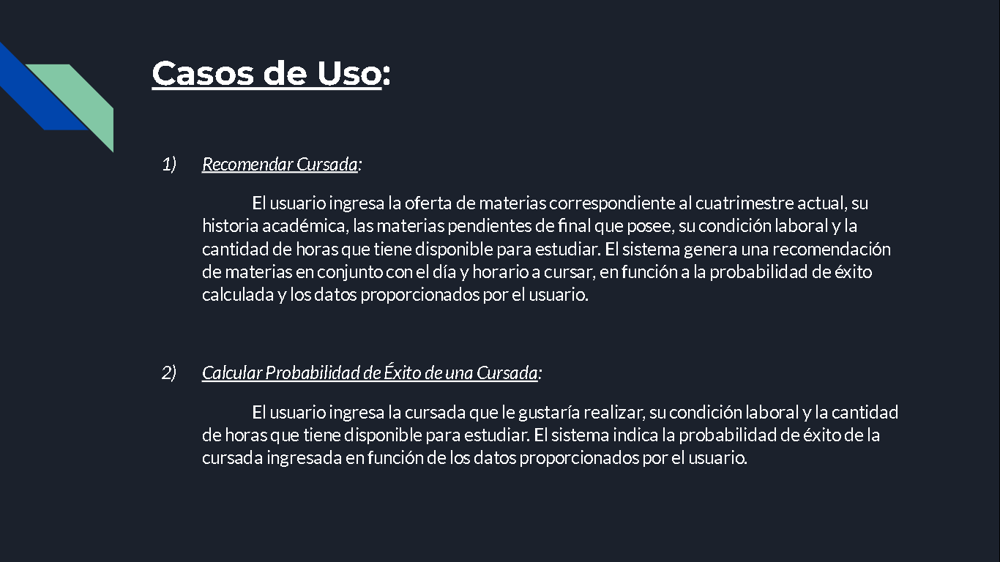 Casos de Uso:
1) Recomendar Cursada:
El usuario ingresa la oferta de materias correspondiente al cuatrimestre actual, su
historia académica, las materias pendientes de final que posee, su condición laboral y la
cantidad de horas que tiene disponible para estudiar. El sistema genera una recomendación
de materias en conjunto con el día y horario a cursar, en función a la probabilidad de éxito
calculada y los datos proporcionados por el usuario.
2) Calcular Probabilidad de Éxito de una Cursada:
El usuario ingresa la cursada que le gustaría realizar, su condición laboral y la cantidad
de horas que tiene disponible para estudiar. El sistema indica la probabilidad de éxito de la
cursada ingresada en función de los datos proporcionados por el usuario.